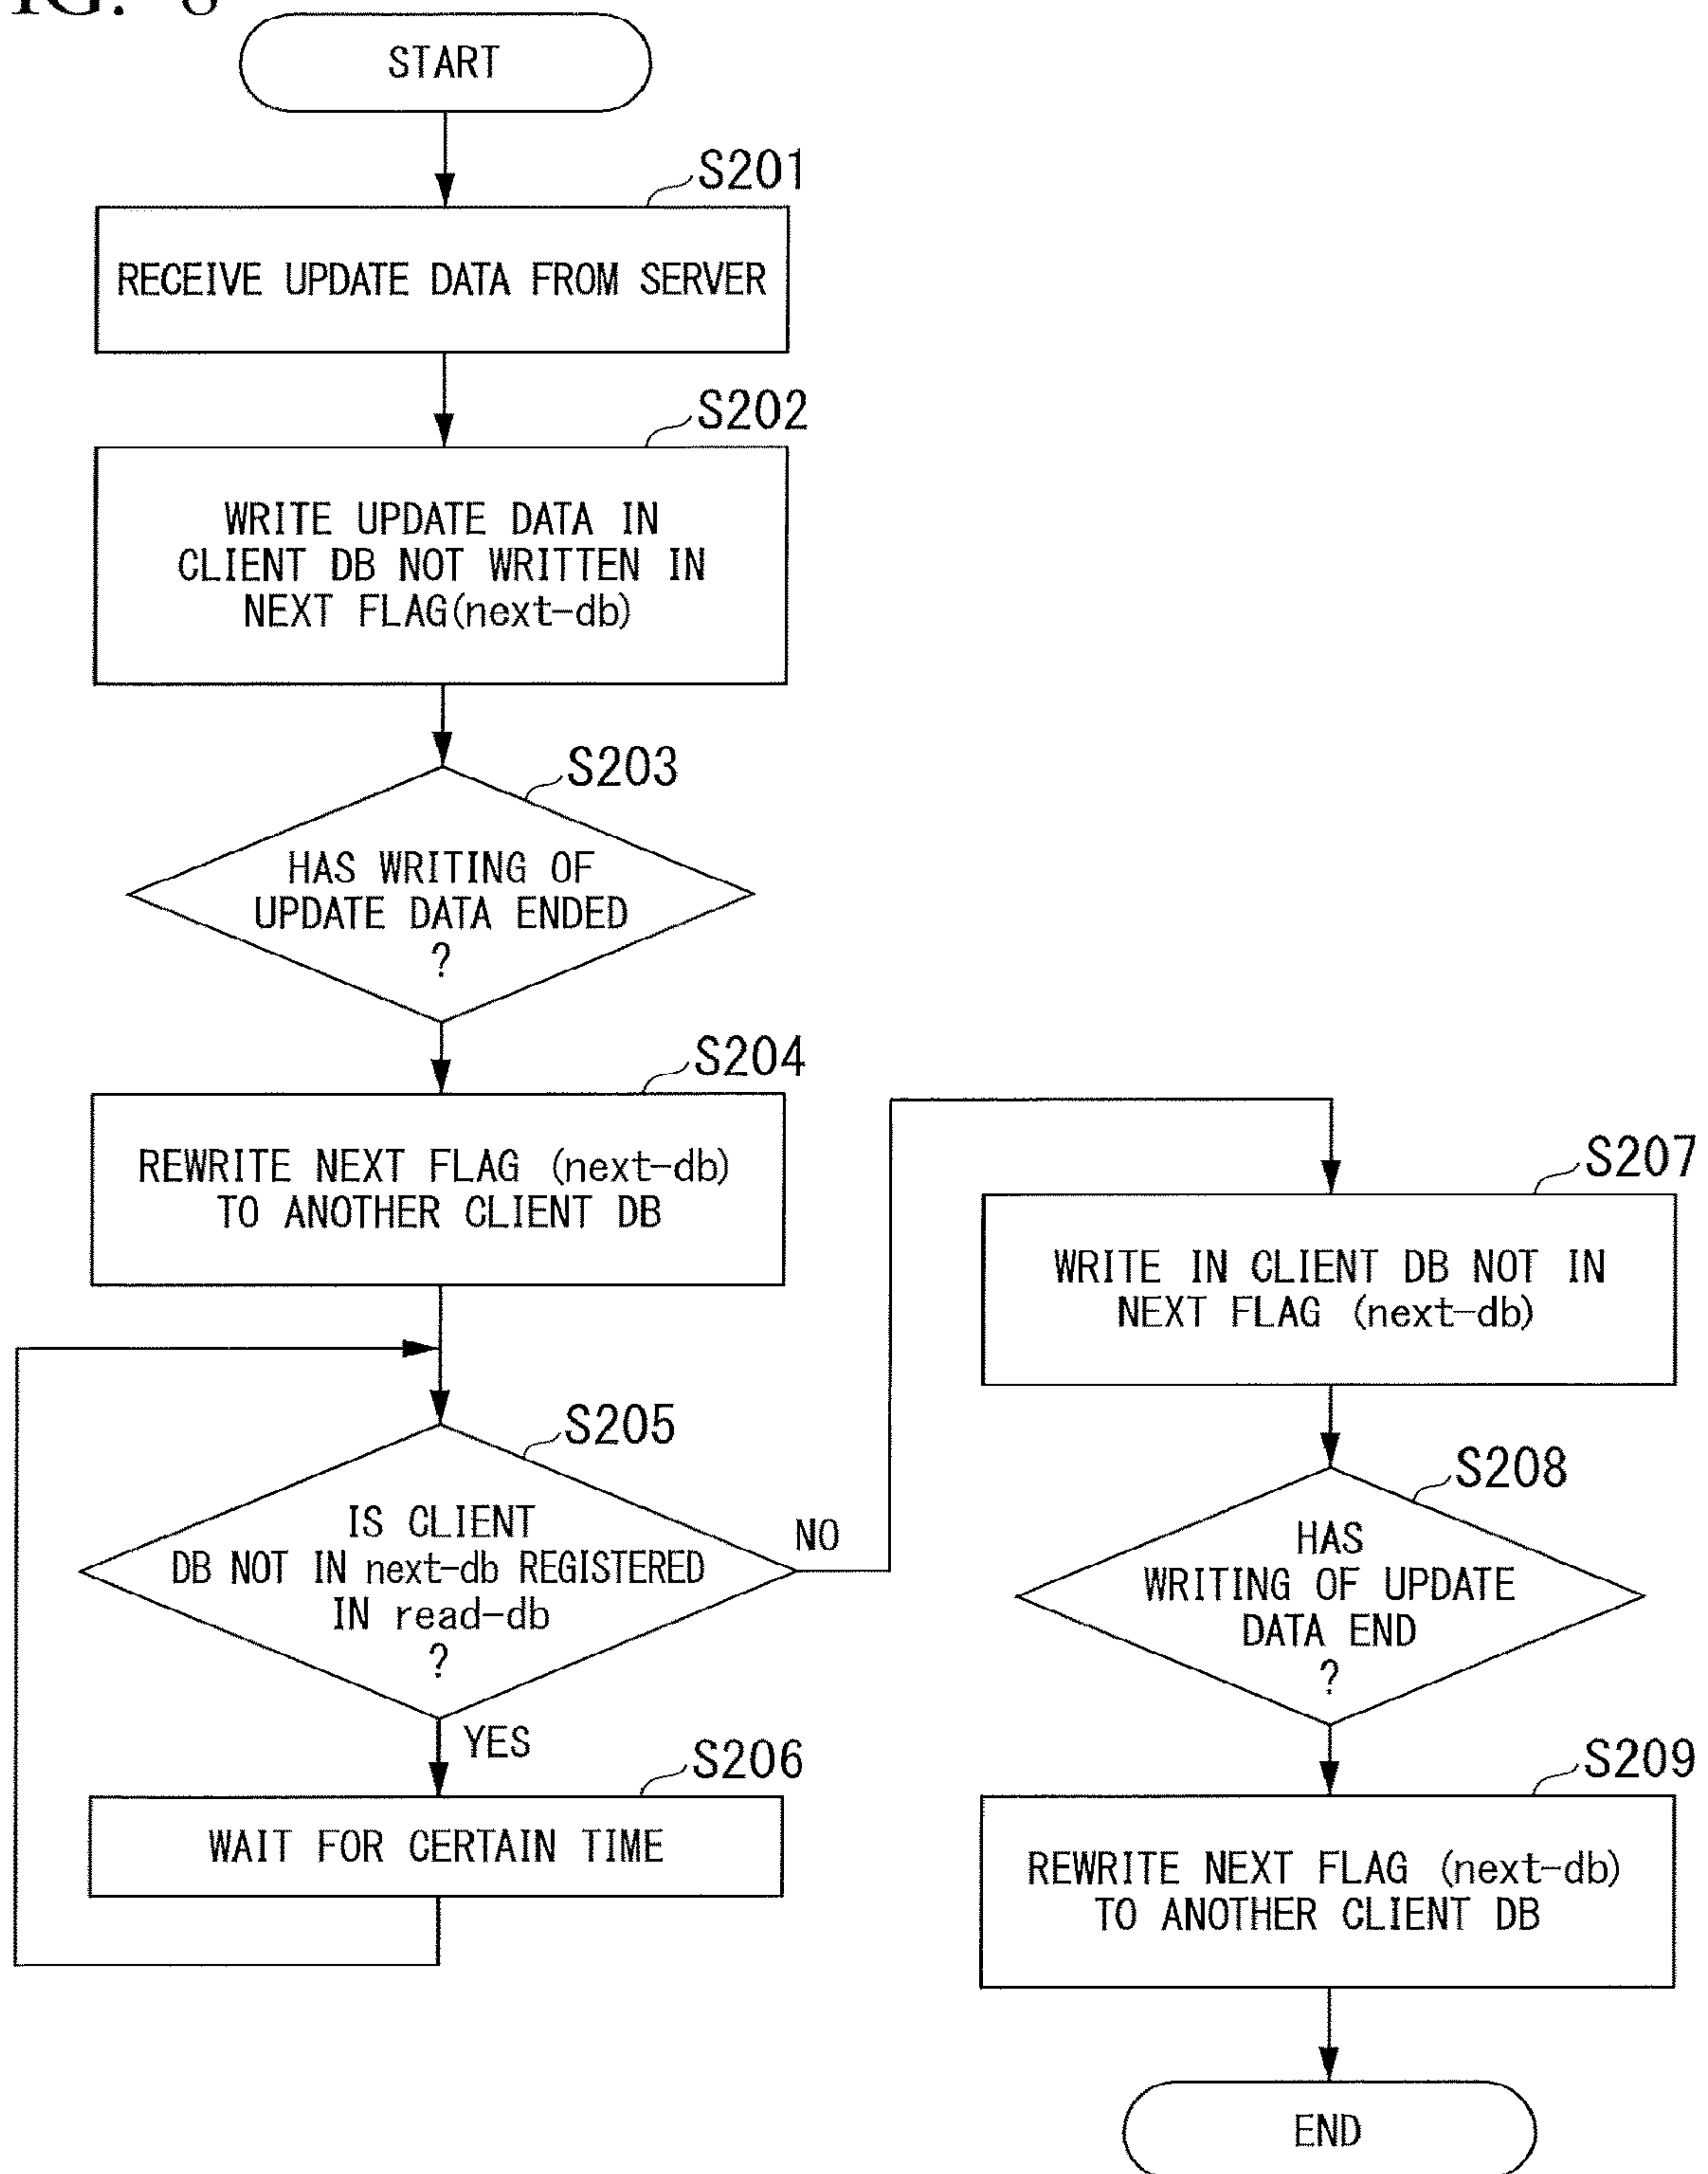 IG. 8
START
S201
RECEIVE UPDATE DATA FROM SERVER
S202
WRITE UPDATE DATA IN
CLIENT DB NOT WRITTEN IN
NEXT FLAG(next-db)
S203
HAS WRITING OF
UPDATE DATA ENDED
?
S204
REWRITE NEXT FLAG (next-db)
TO ANOTHER CLIENT DB
S205
IS CLIENT
DB NOT IN next-db REGISTERED
IN read-db
?
NO
YES
S206
WAIT FOR CERTAIN TIME
S207
WRITE IN CLIENT DB NOT IN
NEXT FLAG (next-db)
S208
HAS
WRITING OF UPDATE
DATA END
?
S209
REWRITE NEXT FLAG (next-db)
TO ANOTHER CLIENT DB
END